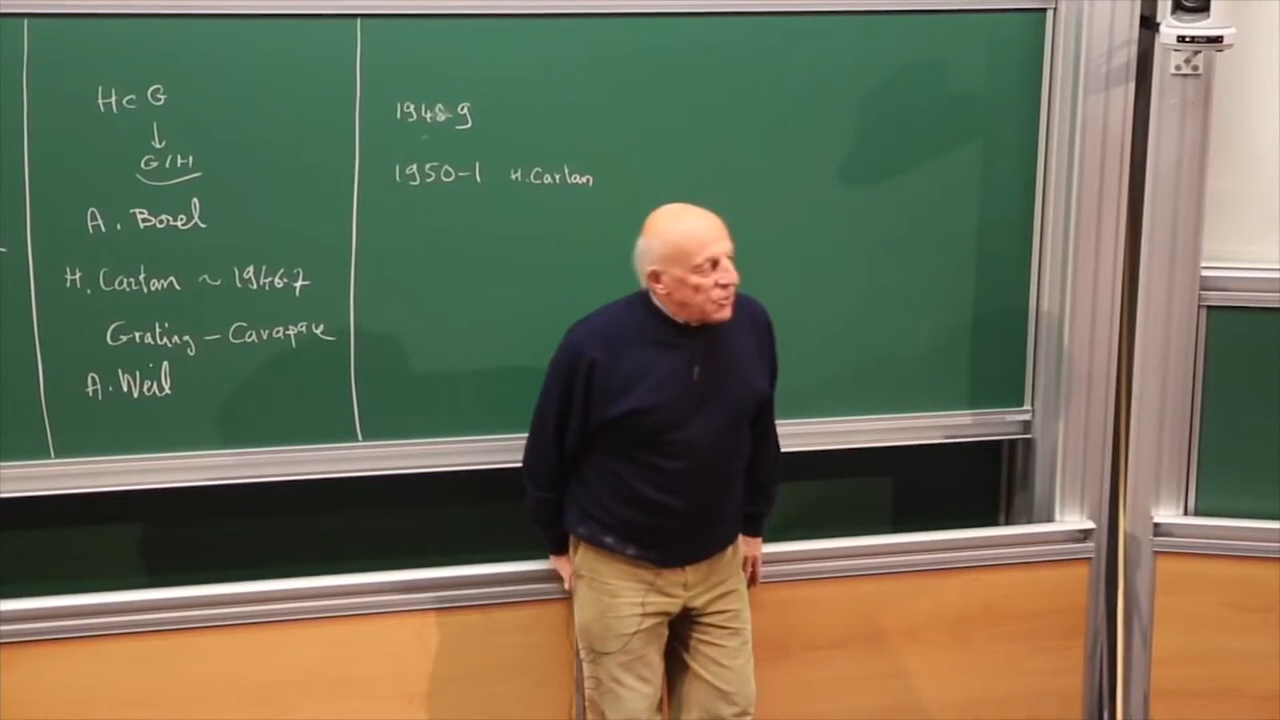 H ⊂ G
↓
G/H
A. Borel
H. Cartan ~ 1946-7
Grating – Carapace
A. Weil
1948-9
1950-1 H. Cartan